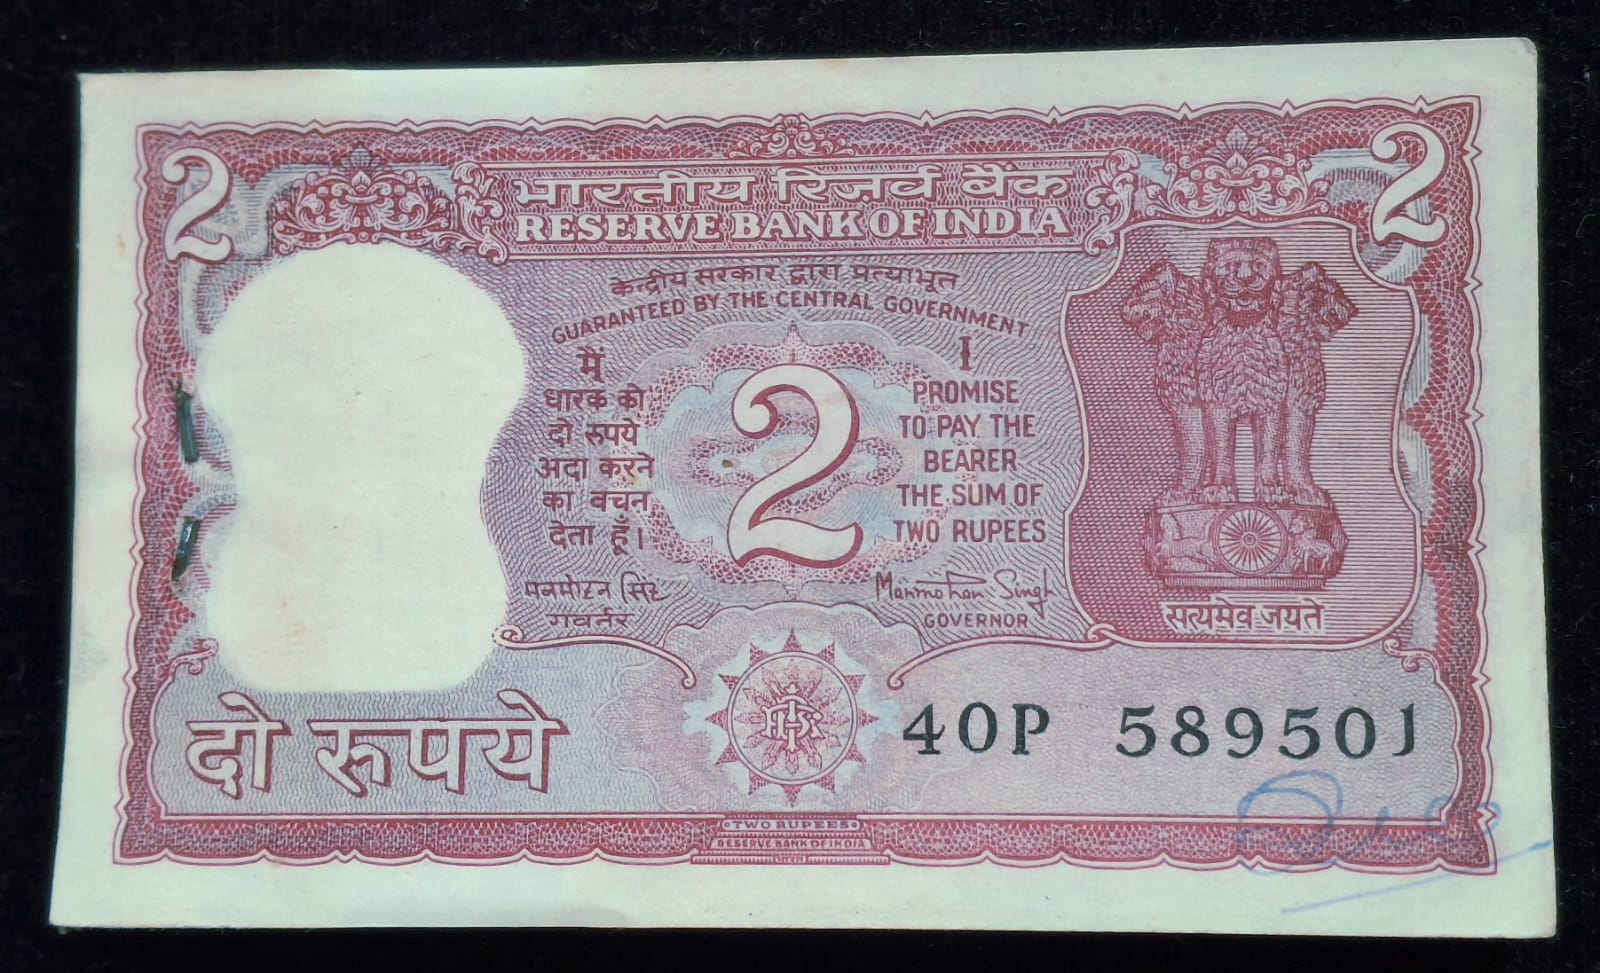 2
2
भारतीय रिज़र्व बैंक
RESERVE BANK OF INDIA
केन्द्रीय सरकार द्वारा प्रत्याभूत
GUARANTEED BY THE CENTRAL GOVERNMENT
मैं
धारक को
दो रुपये
अदा करने
का वचन
देता हूँ।
मनमोहन सिंह
गवर्नर
2
I
PROMISE
TO PAY THE
BEARER
THE SUM OF
TWO RUPEES
Manmohan Singh
GOVERNOR
सत्यमेव जयते
दो रुपये
40P 589501
TWO RUPEES
RESERVE BANK OF INDIA